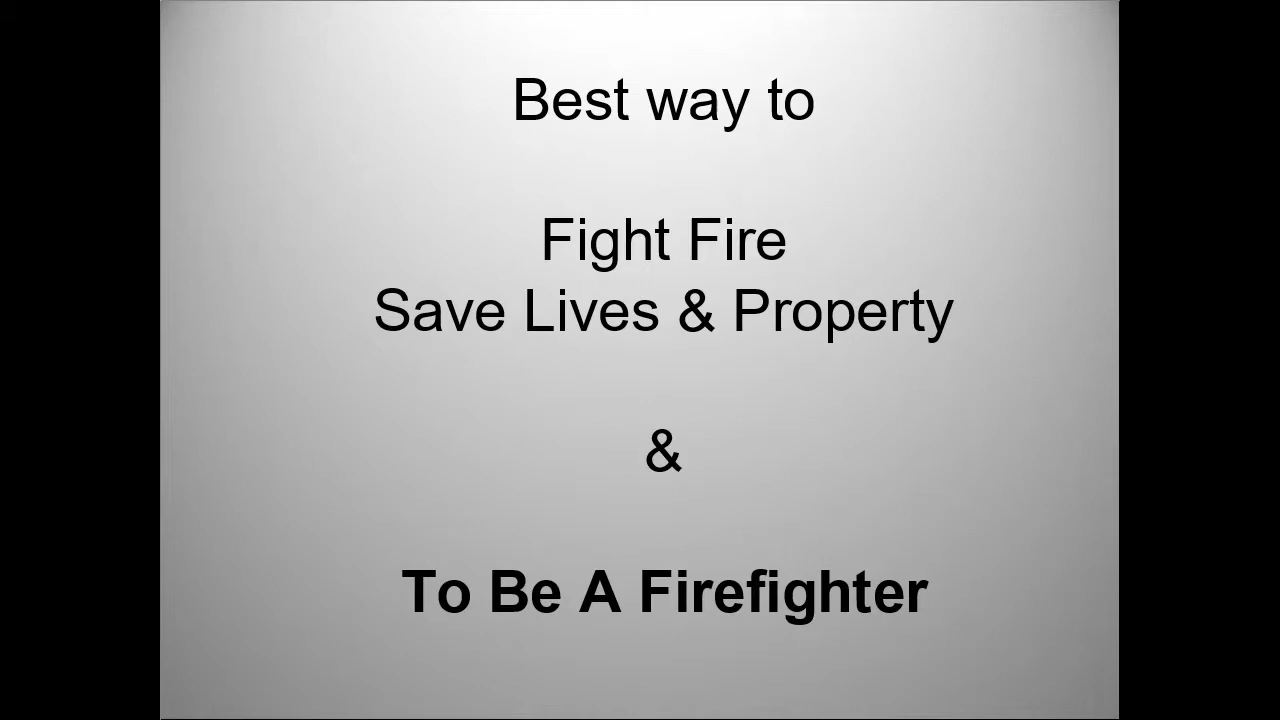 Best way to
Fight Fire
Save Lives & Property
&
To Be A Firefighter